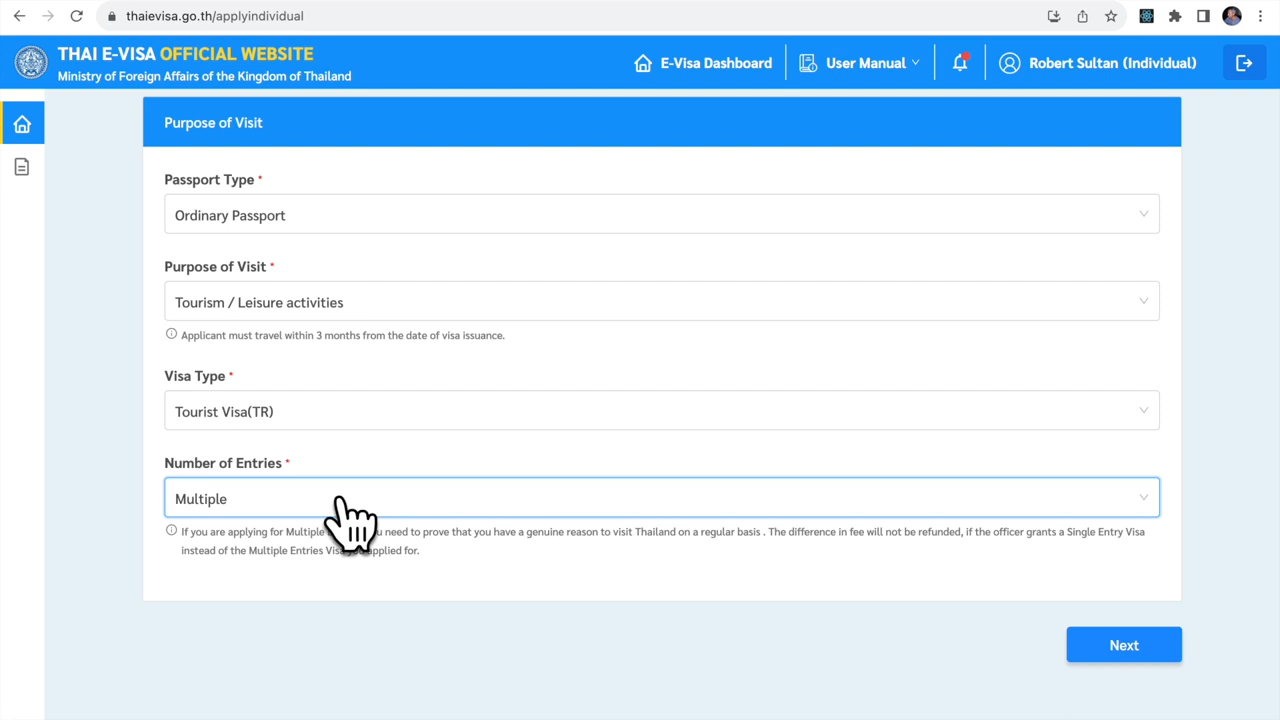 thaievisa.go.th/applyindividual
THAI E-VISA OFFICIAL WEBSITE
Ministry of Foreign Affairs of the Kingdom of Thailand
E-Visa Dashboard
User Manual
Robert Sultan (Individual)
Purpose of Visit
Passport Type *
Ordinary Passport
Purpose of Visit *
Tourism / Leisure activities
Applicant must travel within 3 months from the date of visa issuance.
Visa Type *
Tourist Visa(TR)
Number of Entries *
Multiple
If you are applying for Multiple need to prove that you have a genuine reason to visit Thailand on a regular basis . The difference in fee will not be refunded, if the officer grants a Single Entry Visa
instead of the Multiple Entries applied for.
Next